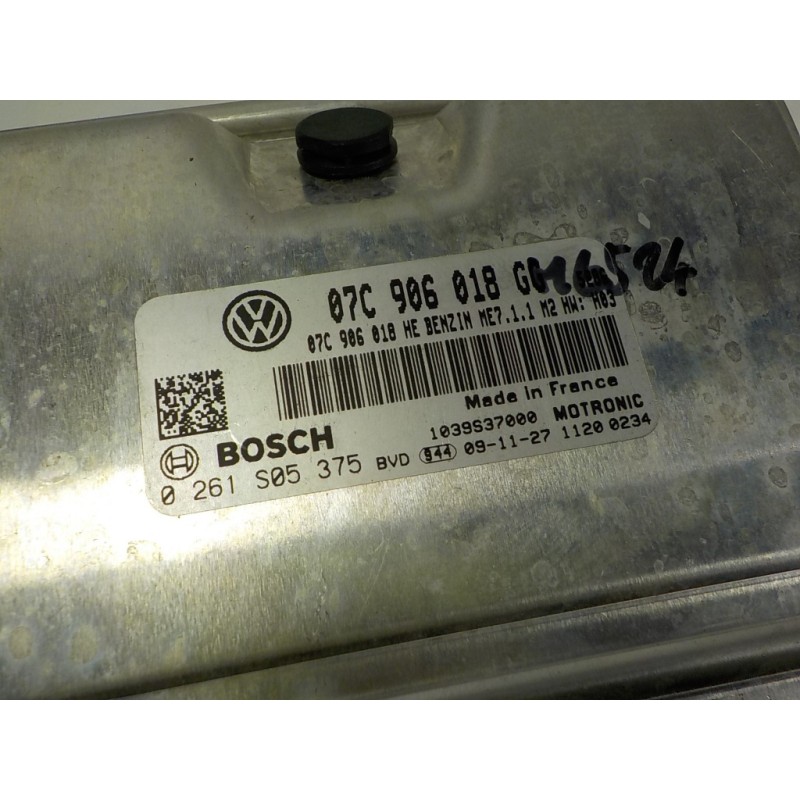 07C 906 018 G
07C 906 018 HE BENZIN ME7.1.1 M2 HW: H03
Made in France
1039S37000 MOTRONIC
BOSCH
0 261 S05 375 BVD 944 09-11-27 1120 0234